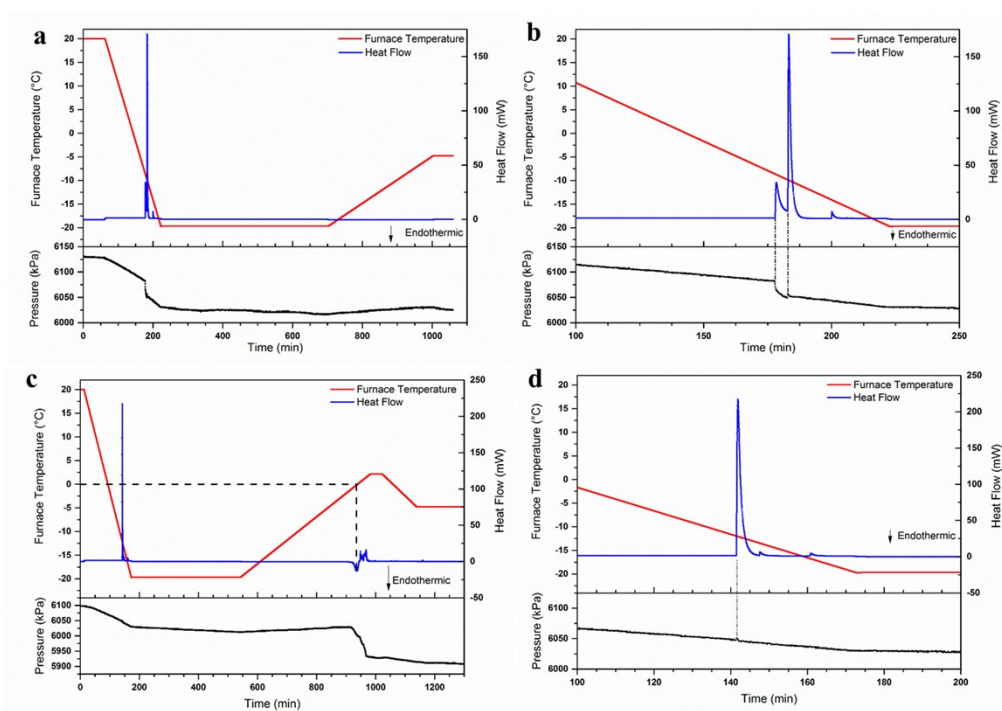 a
Furnace Temperature
Heat Flow
Furnace Temperature (°C)
20
15
10
5
0
-5
-10
-15
-20
150
100
50
0
Heat Flow (mW)
Endothermic
Pressure (kPa)
6150
6100
6050
6000
0 200 400 600 800 1000
Time (min)
b
Furnace Temperature
Heat Flow
Furnace Temperature (°C)
20
15
10
5
0
-5
-10
-15
-20
150
100
50
0
Heat Flow (mW)
Endothermic
Pressure (kPa)
6150
6100
6050
6000
100 150 200 250
Time (min)
c
Furnace Temperature
Heat Flow
Furnace Temperature (°C)
20
15
10
5
0
-5
-10
-15
-20
250
200
150
100
50
0
-50
Heat Flow (mW)
Endothermic
Pressure (kPa)
6100
6000
5950
5900
0 200 400 600 800 1000 1200
Time (min)
d
Furnace Temperature
Heat Flow
Furnace Temperature (°C)
20
15
10
5
0
-5
-10
-15
-20
250
200
150
100
50
0
-50
Heat Flow (mW)
Endothermic
Pressure (kPa)
6100
6050
6000
100 120 140 160 180 200
Time (min)